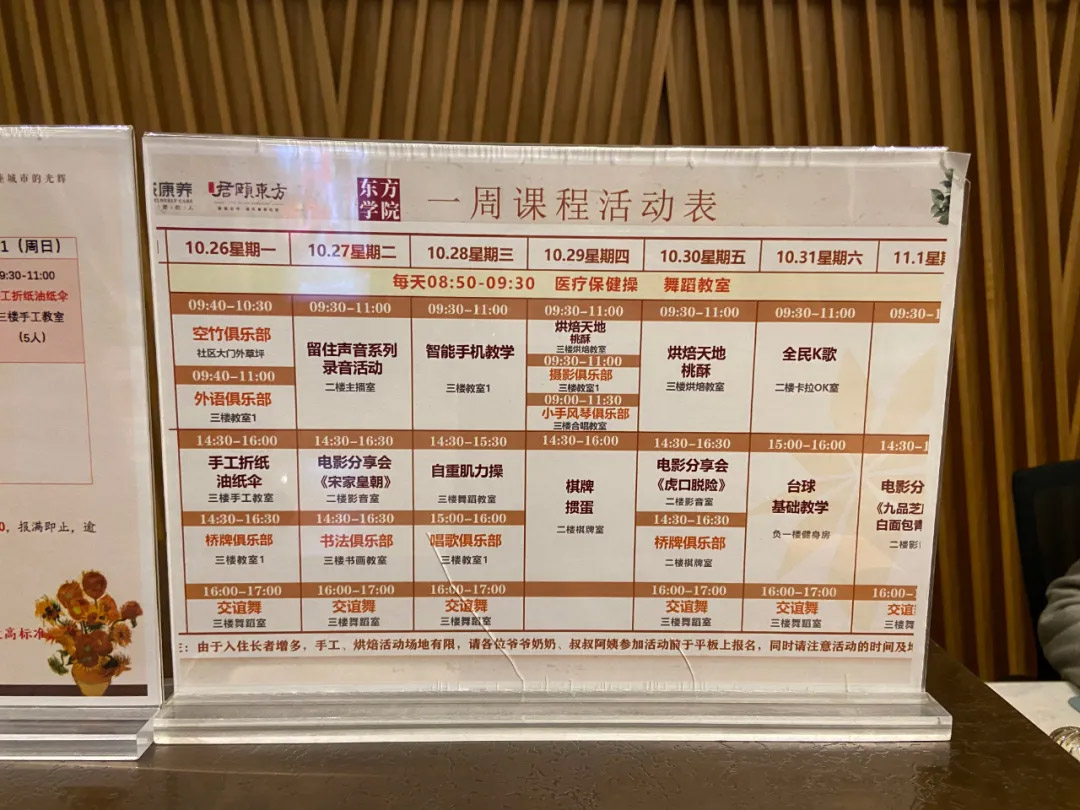 座城市的光辉
1（周日）
9:30-11:00
工折纸油纸伞
三楼手工教室
（5人）
0，报满即止，逾
高标准
康养
君頤東方
东方
学院
一周课程活动表
10.26星期一
10.27星期二
10.28星期三
10.29星期四
10.30星期五
10.31星期六
11.1星期
每天08:50-09:30 医疗保健操 舞蹈教室
09:40-10:30
空竹俱乐部
社区大门外草坪
09:40-11:00
外语俱乐部
三楼教室1
09:30-11:00
留住声音系列
录音活动
二楼主播室
09:30-11:00
智能手机教学
三楼教室1
09:30-11:00
烘焙天地
桃酥
三楼烘焙教室
09:30-11:00
摄影俱乐部
三楼教室1
09:00-11:30
小手风琴俱乐部
三楼合唱教室
09:30-11:00
烘焙天地
桃酥
三楼烘焙教室
09:30-11:00
全民K歌
二楼卡拉OK室
09:30-1
14:30-16:00
手工折纸
油纸伞
三楼手工教室
14:30-16:30
桥牌俱乐部
三楼教室1
14:30-16:30
电影分享会
《宋家皇朝》
二楼影音室
14:30-16:30
书法俱乐部
三楼书画教室
14:30-15:30
自重肌力操
三楼舞蹈教室
15:00-16:00
唱歌俱乐部
三楼教室1
14:30-16:00
棋牌
掼蛋
二楼棋牌室
14:30-16:30
电影分享会
《虎口脱险》
二楼影音室
14:30-16:30
桥牌俱乐部
二楼棋牌室
15:00-16:00
台球
基础教学
负一楼健身房
14:30-1
电影分
《九品芝
白面包青
二楼影
16:00-17:00
交谊舞
三楼舞蹈室
16:00-17:00
交谊舞
三楼舞蹈室
16:00-17:00
交谊舞
三楼舞蹈室
16:00-17:00
交谊舞
三楼舞蹈室
16:00-17:00
交谊舞
三楼舞蹈室
16:00-
交谊
三楼舞
：由于入住长者增多，手工、烘焙活动场地有限，请各位爷爷奶奶、叔叔阿姨参加活动前于平板上报名，同时请注意活动的时间及地